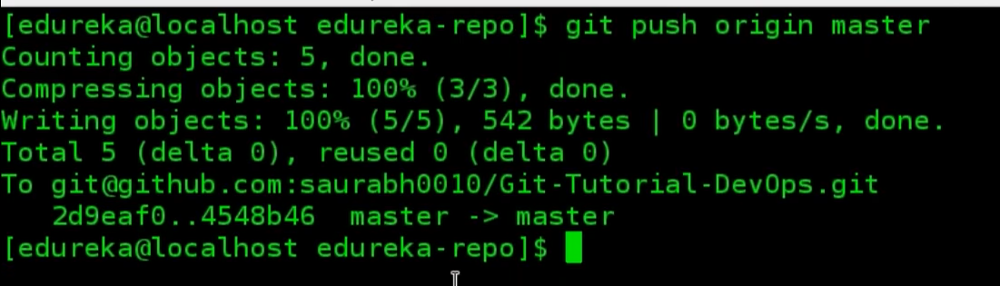 [edureka@localhost edureka-repo]$ git push origin master
Counting objects: 5, done.
Compressing objects: 100% (3/3), done.
Writing objects: 100% (5/5), 542 bytes | 0 bytes/s, done.
Total 5 (delta 0), reused 0 (delta 0)
To git@github.com:saurabh0010/Git-Tutorial-DevOps.git
   2d9eaf0..4548b46  master -> master
[edureka@localhost edureka-repo]$